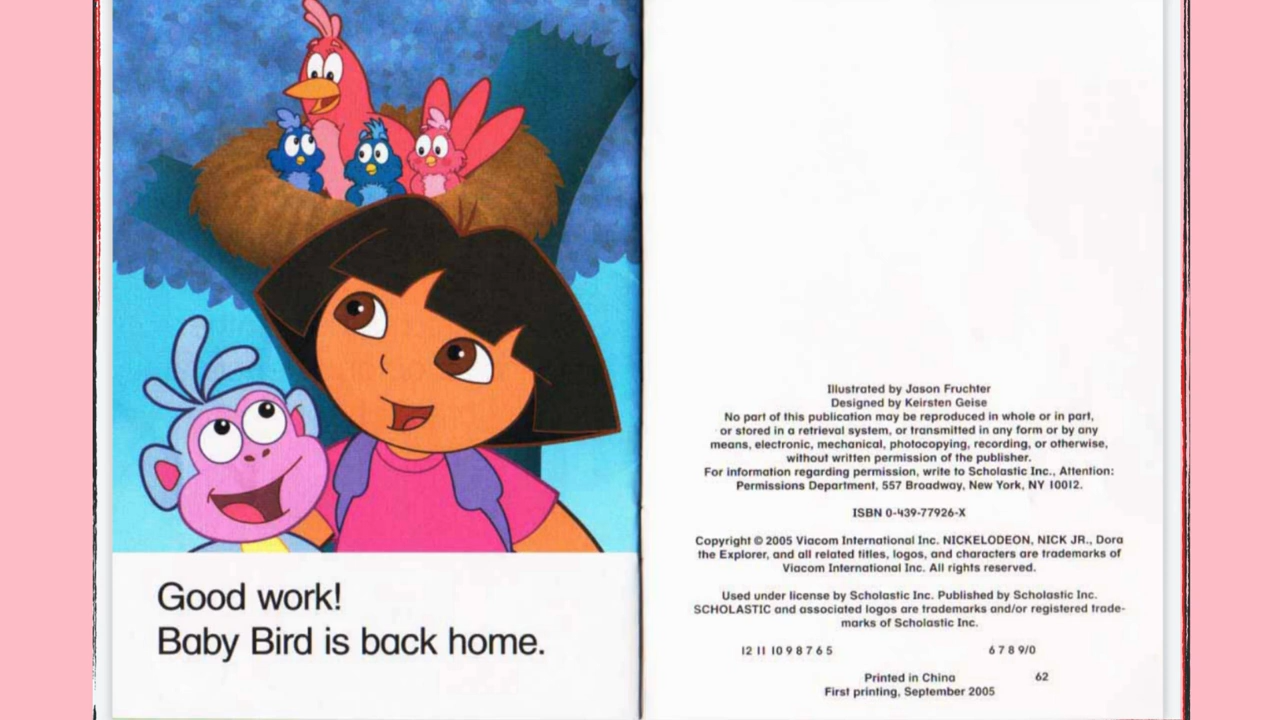 Good work!
Baby Bird is back home.
Illustrated by Jason Fruchter
Designed by Keirsten Geise
No part of this publication may be reproduced in whole or in part,
or stored in a retrieval system, or transmitted in any form or by any
means, electronic, mechanical, photocopying, recording, or otherwise,
without written permission of the publisher.
For information regarding permission, write to Scholastic Inc., Attention:
Permissions Department, 557 Broadway, New York, NY 10012.
ISBN 0-439-77926-X
Copyright © 2005 Viacom International Inc. NICKELODEON, NICK JR., Dora
the Explorer, and all related titles, logos, and characters are trademarks of
Viacom International Inc. All rights reserved.
Used under license by Scholastic Inc. Published by Scholastic Inc.
SCHOLASTIC and associated logos are trademarks and/or registered trade-
marks of Scholastic Inc.
12 11 10 9 8 7 6 5 6 7 8 9/0
Printed in China 62
First printing, September 2005